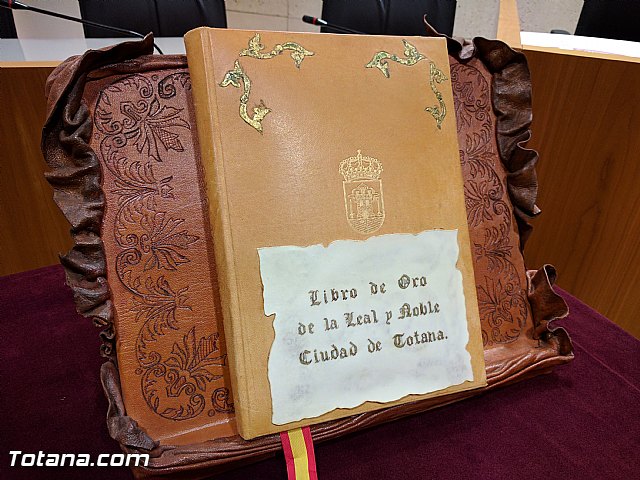 Libro de Oro
de la Leal y Noble
Ciudad de Totana.
Totana.com